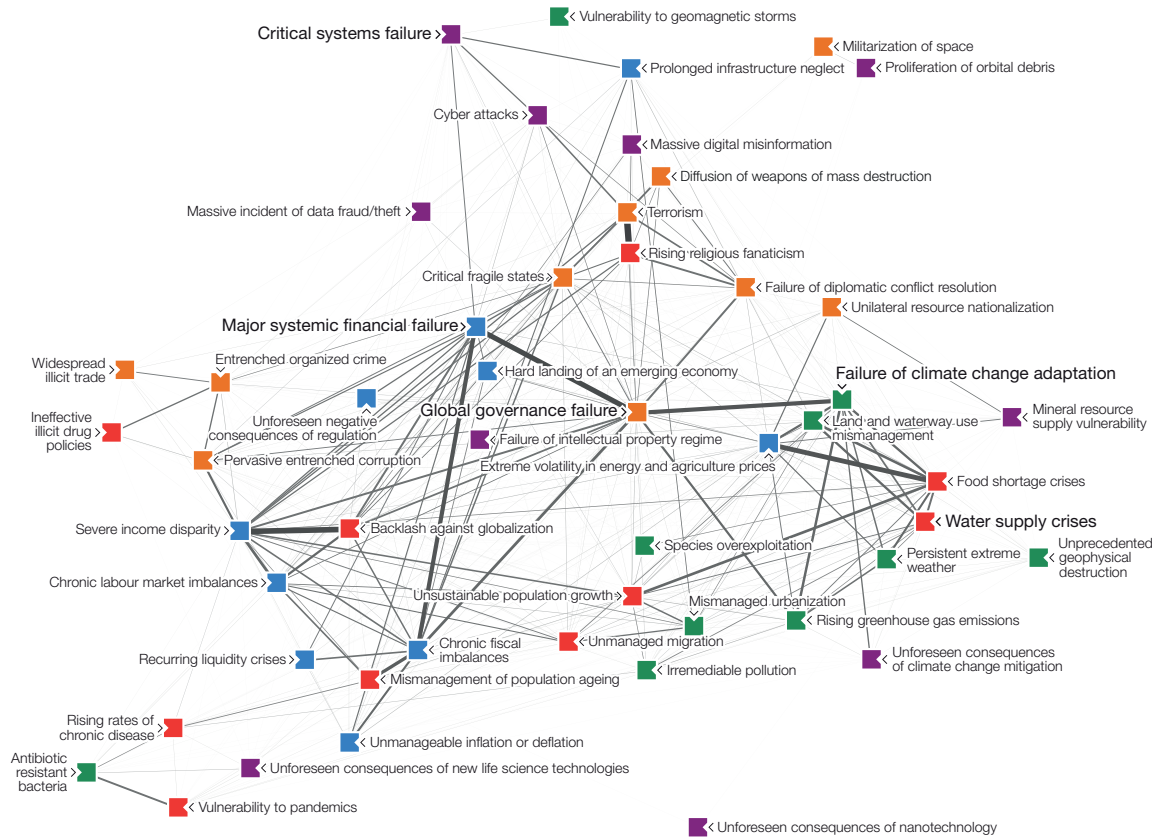 Vulnerability to geomagnetic storms
Critical systems failure
Militarization of space
Prolonged infrastructure neglect
Proliferation of orbital debris
Cyber attacks
Massive digital misinformation
Diffusion of weapons of mass destruction
Massive incident of data fraud/theft
Terrorism
Rising religious fanaticism
Critical fragile states
Failure of diplomatic conflict resolution
Unilateral resource nationalization
Major systemic financial failure
Widespread
illicit trade
Entrenched organized crime
Hard landing of an emerging economy
Failure of climate change adaptation
Ineffective
illicit drug
policies
Unforeseen negative
consequences of regulation
Global governance failure
Land and waterway use
mismanagement
Mineral resource
supply vulnerability
Failure of intellectual property regime
Pervasive entrenched corruption
Extreme volatility in energy and agriculture prices
Food shortage crises
Severe income disparity
Backlash against globalization
Water supply crises
Species overexploitation
Persistent extreme
weather
Unprecedented
geophysical
destruction
Chronic labour market imbalances
Unsustainable population growth
Mismanaged urbanization
Rising greenhouse gas emissions
Unmanaged migration
Chronic fiscal
imbalances
Recurring liquidity crises
Unforeseen consequences
of climate change mitigation
Irremediable pollution
Mismanagement of population ageing
Rising rates of
chronic disease
Unmanageable inflation or deflation
Antibiotic
resistant
bacteria
Unforeseen consequences of new life science technologies
Vulnerability to pandemics
Unforeseen consequences of nanotechnology